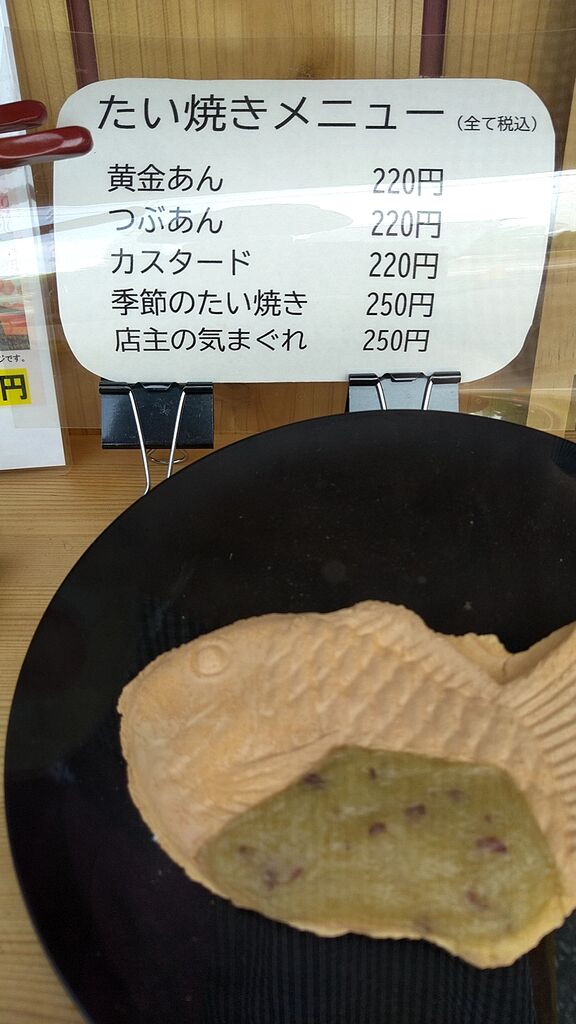 たい焼きメニュー (全て税込)
黄金あん 220円
つぶあん 220円
カスタード 220円
季節のたい焼き 250円
店主の気まぐれ 250円
ジです。
円